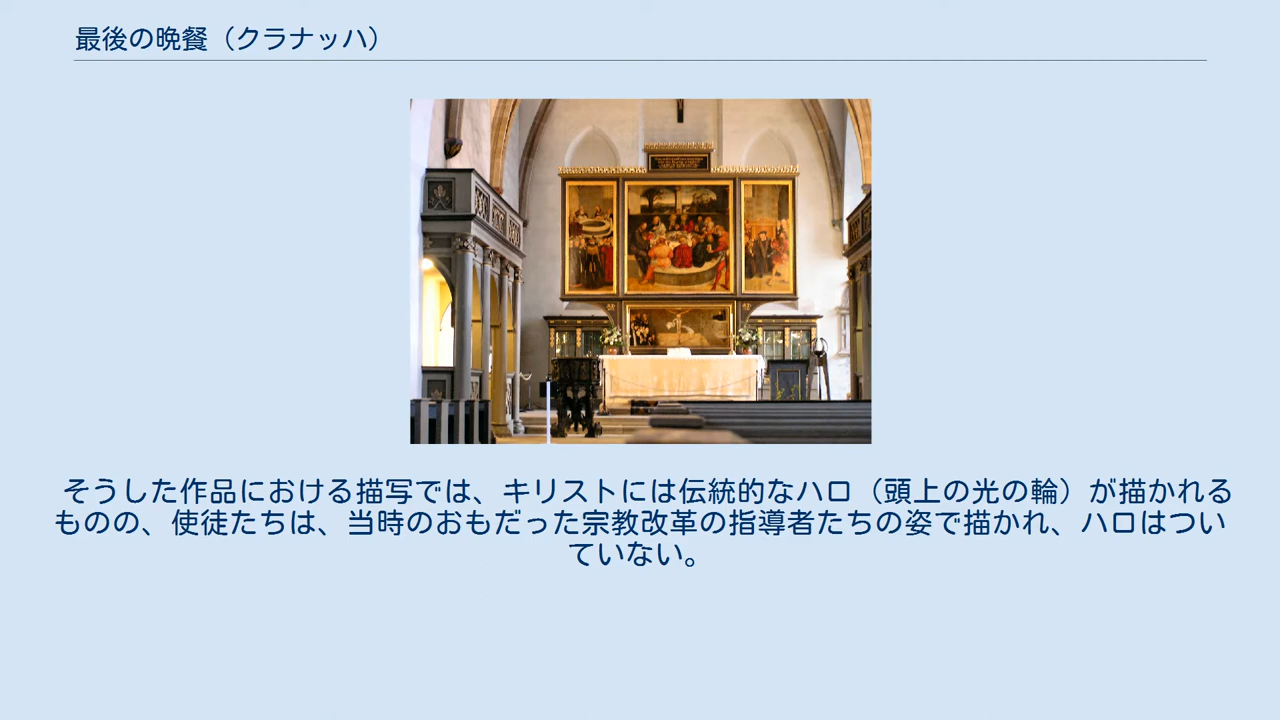 最後の晩餐（クラナッハ）
そうした作品における描写では、キリストには伝統的なハロ（頭上の光の輪）が描かれる
ものの、使徒たちは、当時のおもだった宗教改革の指導者たちの姿で描かれ、ハロはつい
ていない。